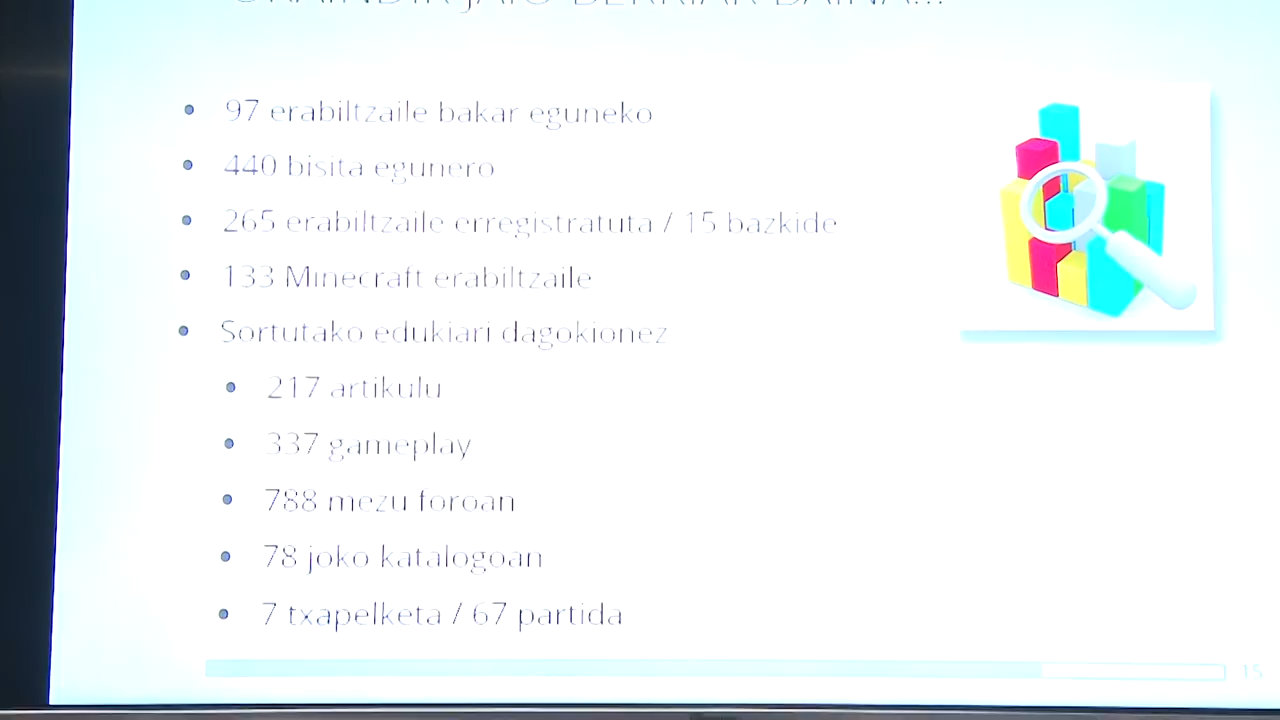 97 erabiltzaile bakar eguneko
440 bisita egunero
265 erabiltzaile erregistratuta / 15 bazkide
133 Minecraft erabiltzaile
Sortutako edukiari dagokionez
217 artikulu
337 gameplay
788 mezu foroan
78 joko katalogoan
7 txapelketa / 67 partida
15